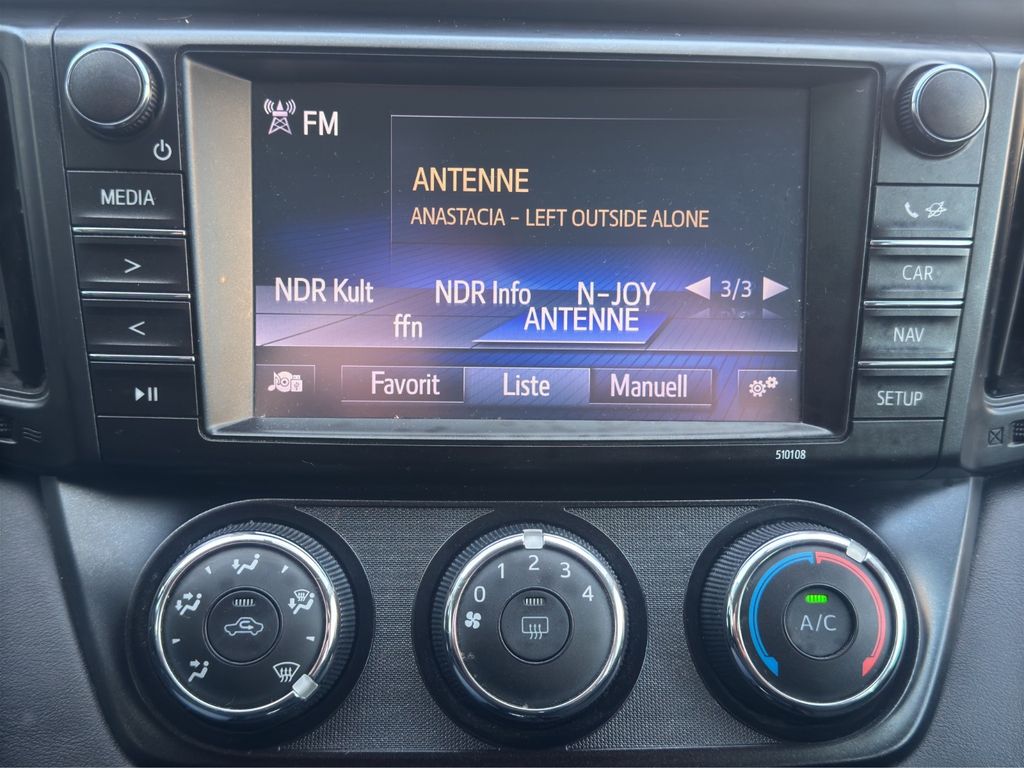 FM
ANTENNE
ANASTACIA - LEFT OUTSIDE ALONE
NDR Kult NDR Info N-JOY 3/3
ffn ANTENNE
Favorit Liste Manuell
MEDIA
>
<
CAR
NAV
SETUP
510108
0 1 2 3 4
A/C